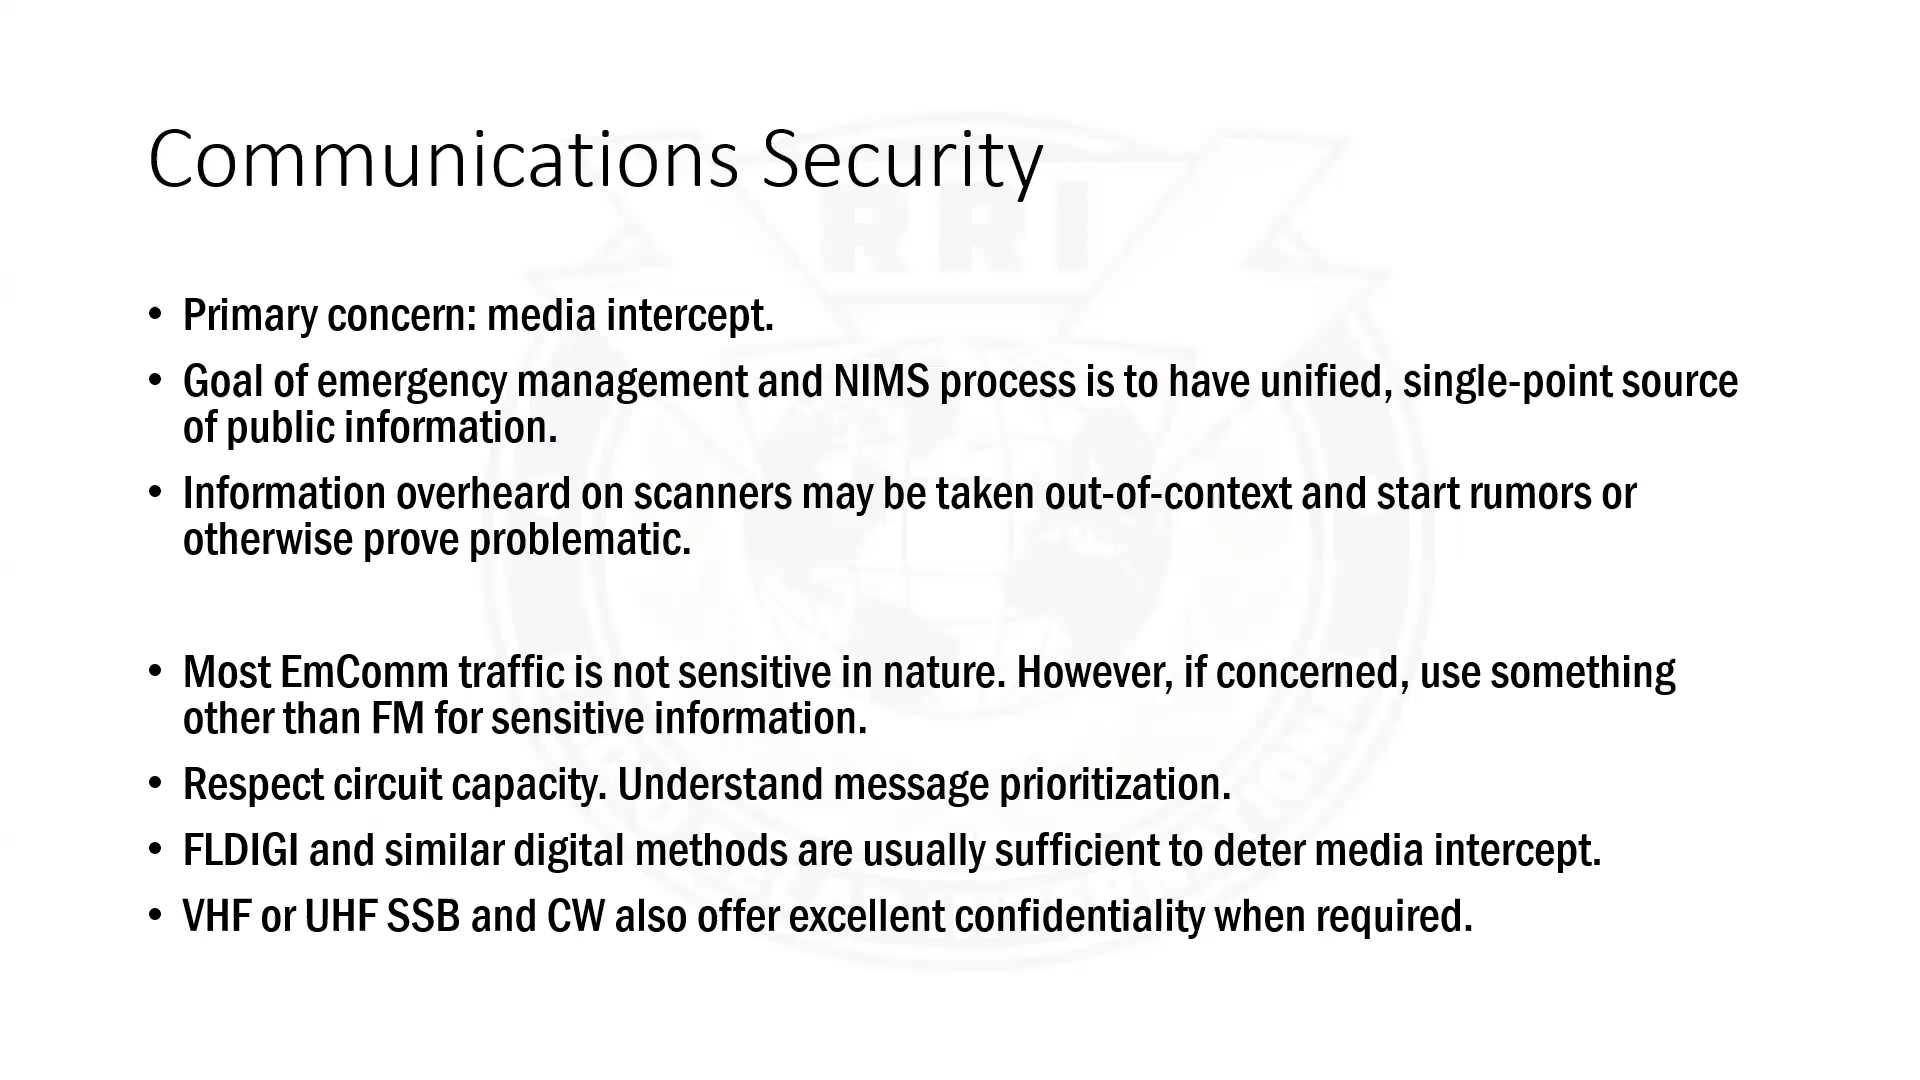 Communications Security
RRI
• Primary concern: media intercept.
• Goal of emergency management and NIMS process is to have unified, single-point source
of public information.
• Information overheard on scanners may be taken out-of-context and start rumors or
otherwise prove problematic.
• Most EmComm traffic is not sensitive in nature. However, if concerned, use something
other than FM for sensitive information.
• Respect circuit capacity. Understand message prioritization.
• FLDIGI and similar digital methods are usually sufficient to deter media intercept.
• VHF or UHF SSB and CW also offer excellent confidentiality when required.